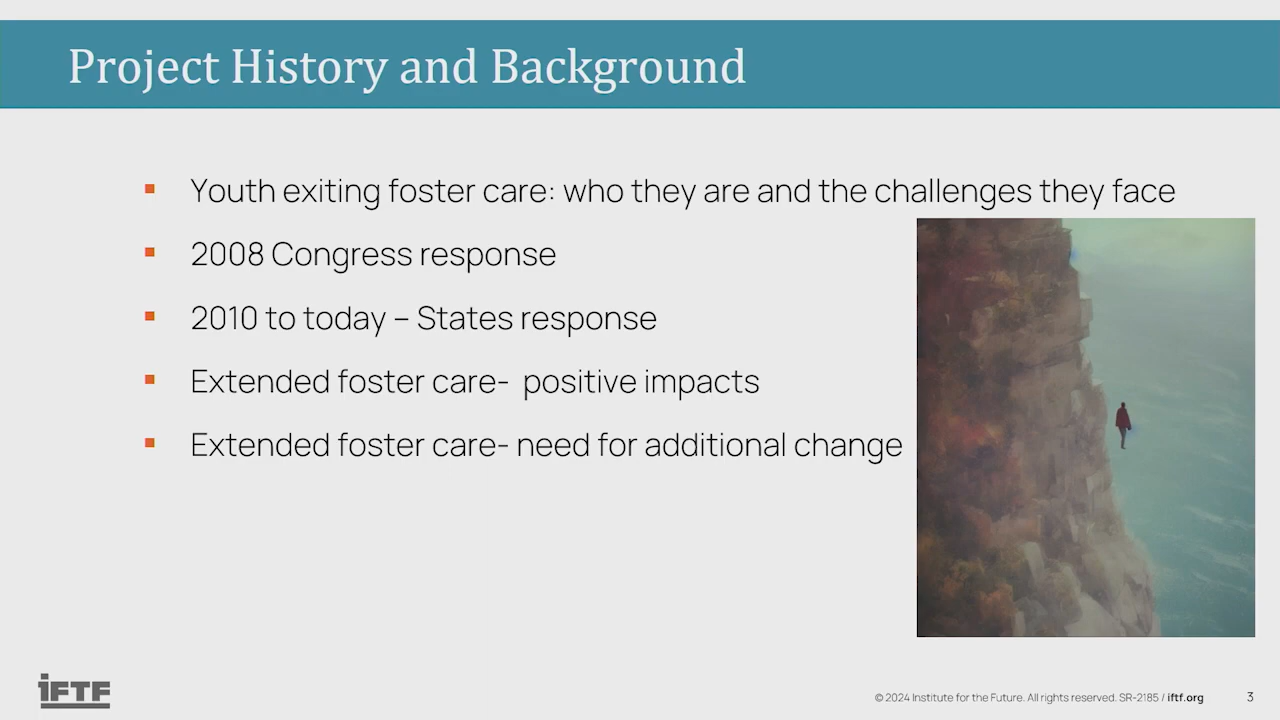 Project History and Background
Youth exiting foster care: who they are and the challenges they face
2008 Congress response
2010 to today – States response
Extended foster care-  positive impacts
Extended foster care- need for additional change
iFTF
© 2024 Institute for the Future. All rights reserved. SR-2185 / iftf.org
3